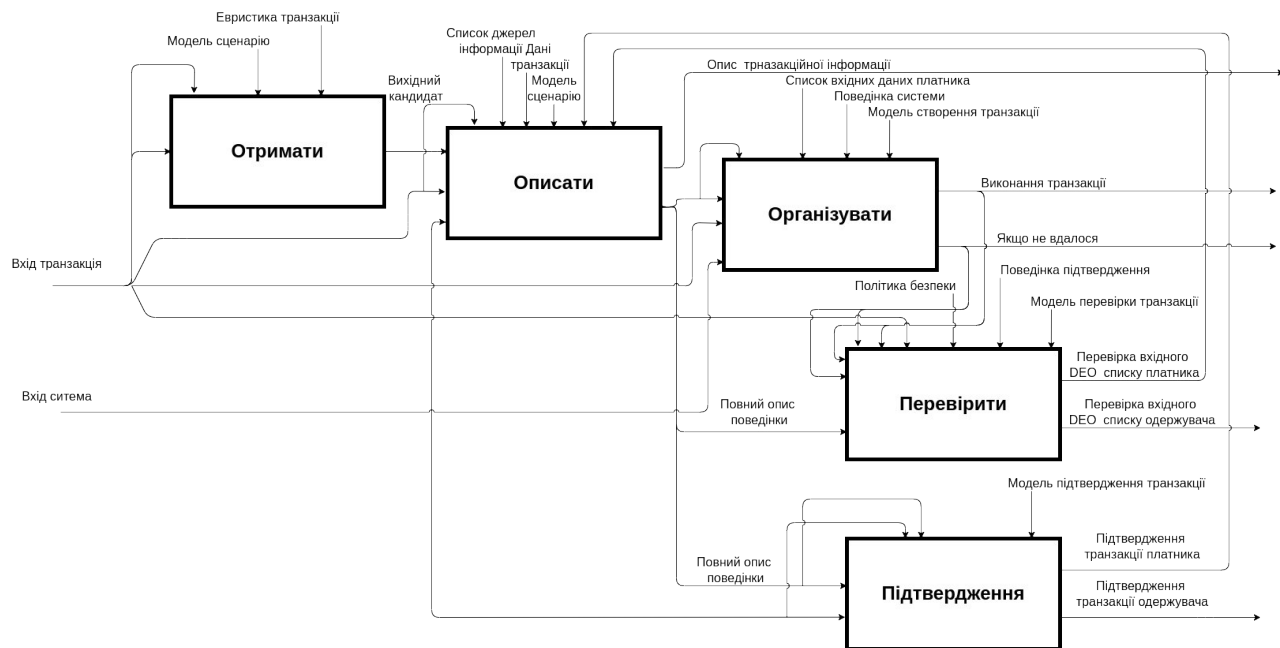 Евристика транзакції
Модель сценарію
Отримати
Вихідний
кандидат
Список джерел
інформації Дані
транзакції
Модель
сценарію
Описати
Опис трназакційної інформації
Список вхідних даних платника
Поведінка системи
Модель створення транзакції
Організувати
Виконання транзакції
Якщо не вдалося
Вхід транзакція
Поведінка підтвердження
Політика безпеки
Модель перевірки транзакції
Перевірити
Перевірка вхідного
DEO списку платника
Перевірка вхідного
DEO списку одержувача
Вхід ситема
Повний опис
поведінки
Модель підтвердження транзакції
Підтвердження
Підтвердження
транзакції платника
Повний опис
поведінки
Підтвердження
транзакції одержувача